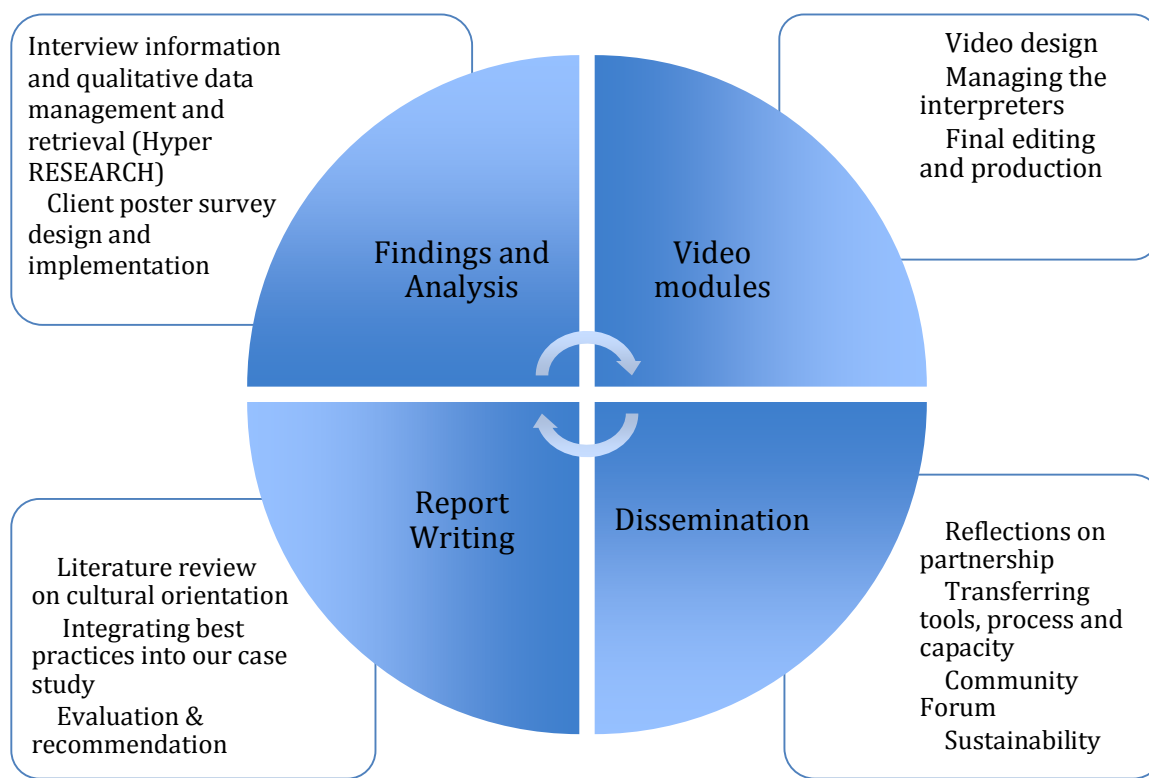 Interview information
and qualitative data
management and
retrieval (Hyper
RESEARCH)
Client poster survey
design and
implementation
Findings and
Analysis
Video
modules
Video design
Managing the
interpreters
Final editing
and production
Literature review
on cultural orientation
Integrating best
practices into our case
study
Evaluation &
recommendation
Report
Writing
Dissemination
Reflections on
partnership
Transferring
tools, process and
capacity
Community
Forum
Sustainability